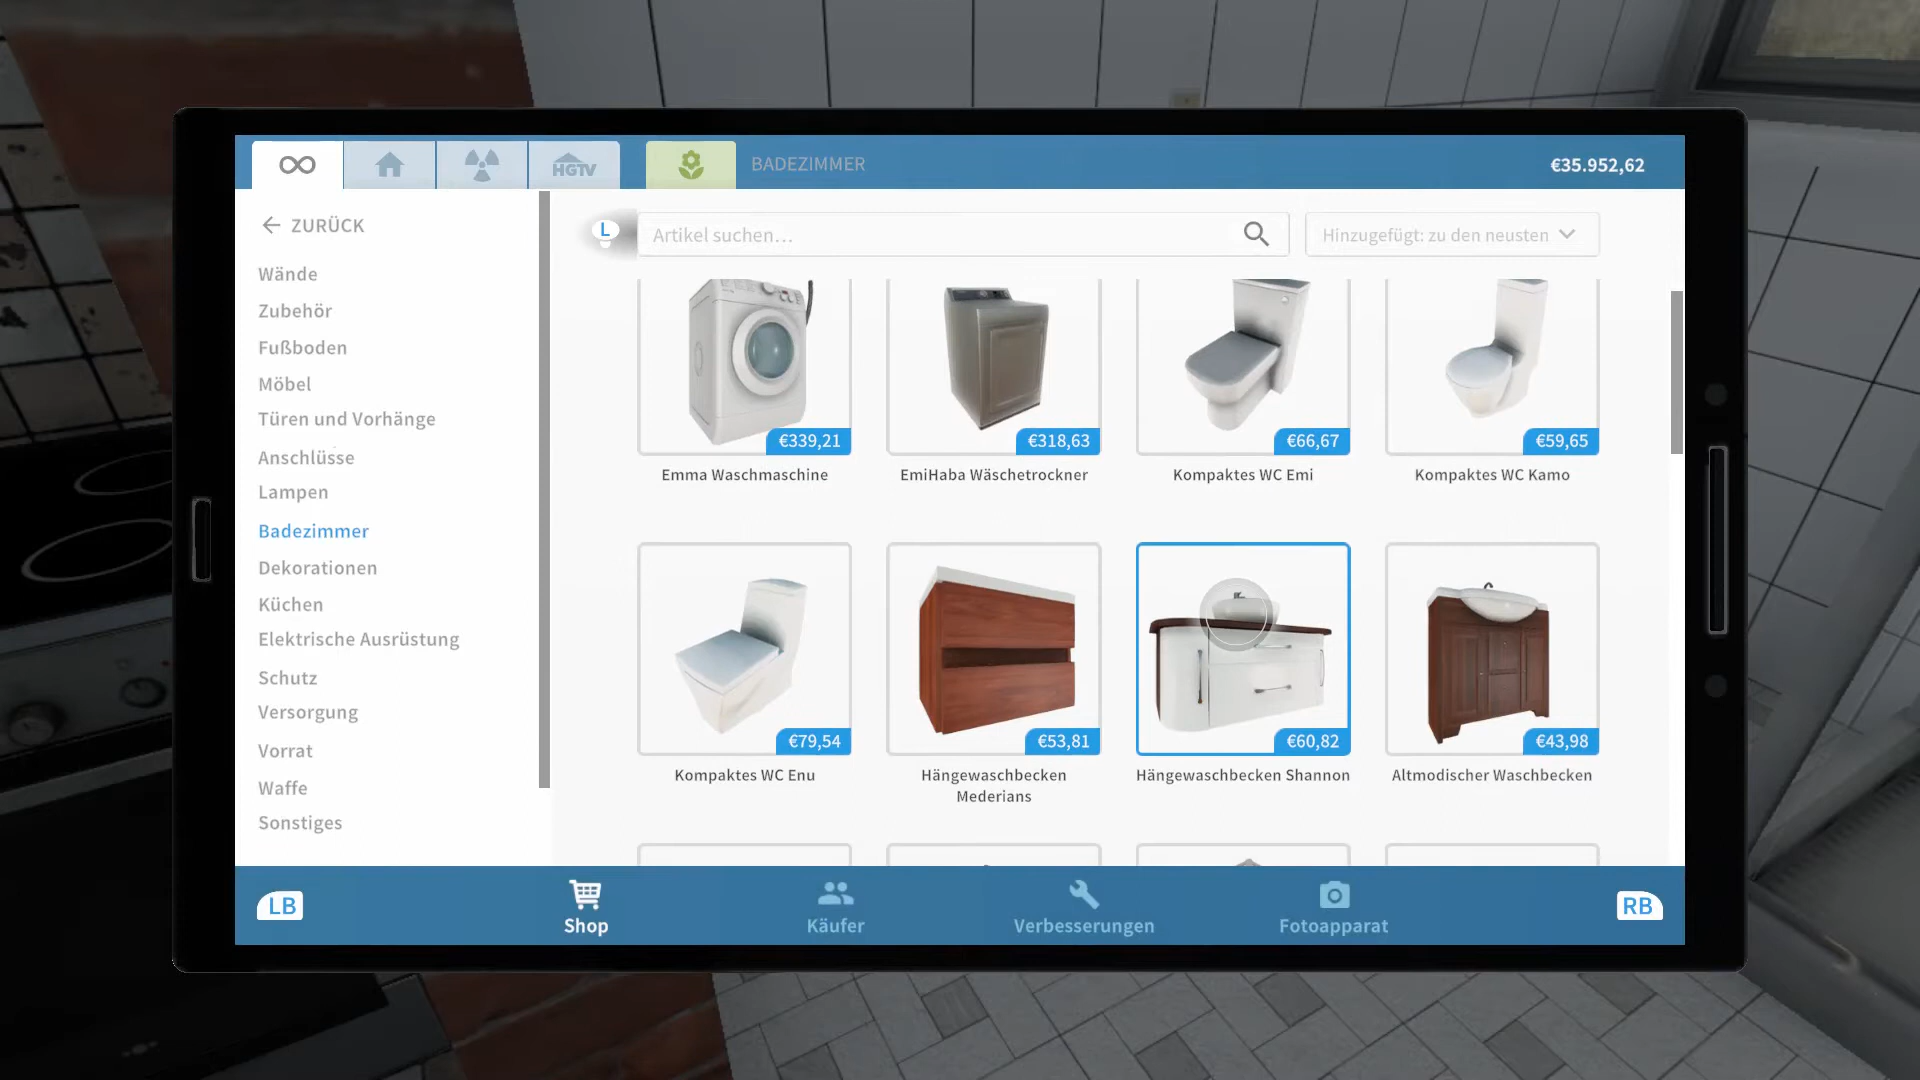 HGTV
BADEZIMMER
€35.952,62
ZURÜCK
Wände
Zubehör
Fußboden
Möbel
Türen und Vorhänge
Anschlüsse
Lampen
Badezimmer
Dekorationen
Küchen
Elektrische Ausrüstung
Schutz
Versorgung
Vorrat
Waffe
Sonstiges
L
Artikel suchen...
Hinzugefügt: zu den neusten
€339,21
€318,63
€66,67
€59,65
Emma Waschmaschine
EmiHaba Wäschetrockner
Kompaktes WC Emi
Kompaktes WC Kamo
€79,54
€53,81
€60,82
€43,98
Kompaktes WC Enu
Hängewaschbecken
Mederians
Hängewaschbecken Shannon
Altmodischer Waschbecken
LB
Shop
Käufer
Verbesserungen
Fotoapparat
RB